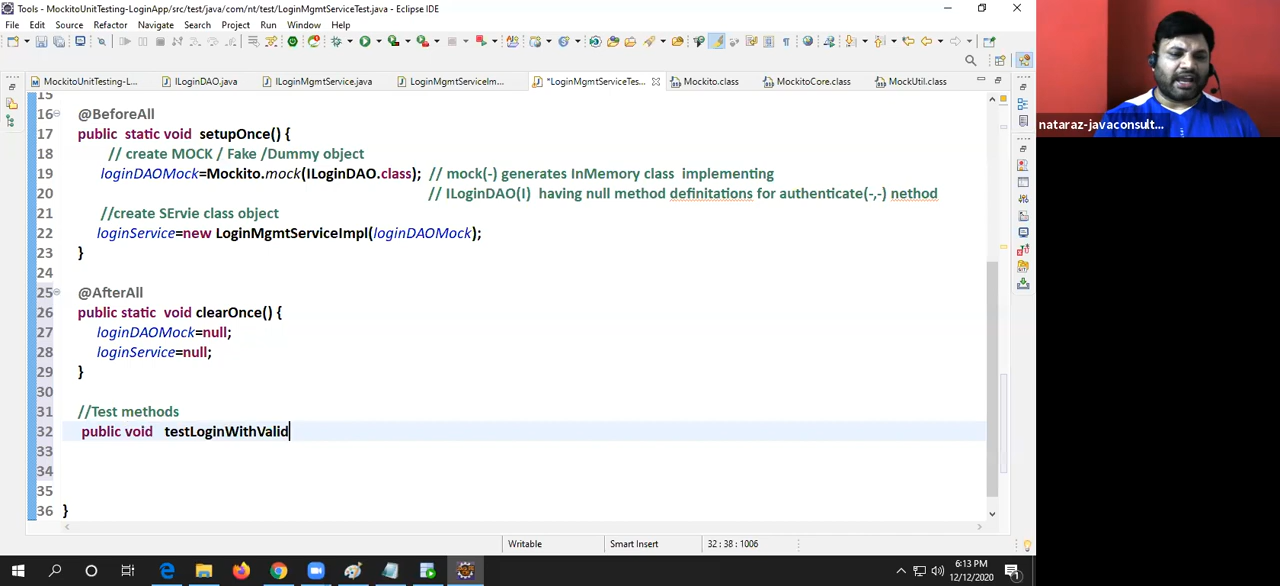 Tools - MockitoUnitTesting-LoginApp/src/test/java/com/nt/test/LoginMgmtServiceTest.java - Eclipse IDE
File Edit Source Refactor Navigate Search Project Run Window Help
MockitoUnitTesting-L... ILoginDAO.java ILoginMgmtService.java LoginMgmtServiceIm... *LoginMgmtServiceTes... Mockito.class MockitoCore.class MockUtil.class
nataraz-javaconsult...
15
16 @BeforeAll
17 public static void setupOnce() {
18 // create MOCK / Fake /Dummy object
19 loginDAOMock=Mockito.mock(ILoginDAO.class); // mock(-) generates InMemory class implementing
20 // ILoginDAO(I) having null method definitations for authenticate(-,-) nethod
21 //create SErvie class object
22 loginService=new LoginMgmtServiceImpl(loginDAOMock);
23 }
24
25 @AfterAll
26 public static void clearOnce() {
27 loginDAOMock=null;
28 loginService=null;
29 }
30
31 //Test methods
32 public void testLoginWithValid
33
34
35
36 }
Writable Smart Insert 32 : 38 : 1006
6:13 PM
12/12/2020